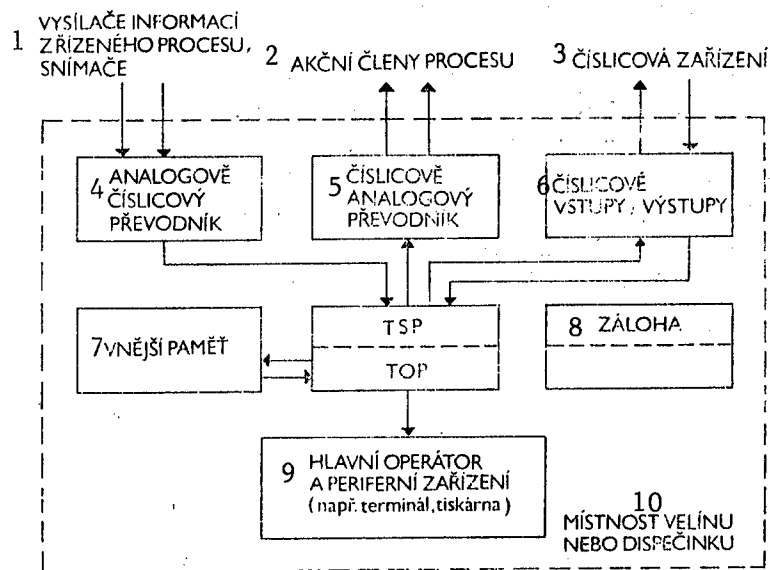 1 VYSÍLAČE INFORMACÍ
Z ŘÍZENÉHO PROCESU,
SNÍMAČE
2 AKČNÍ ČLENY PROCESU
3 ČÍSLICOVÁ ZAŘÍZENÍ
4 ANALOGOVĚ
ČÍSLICOVÝ
PŘEVODNÍK
5 ČÍSLICOVĚ
ANALOGOVÝ
PŘEVODNÍK
6 ČÍSLICOVÉ
VSTUPY / VÝSTUPY
7 VNĚJŠÍ PAMĚŤ
TSP
TOP
8 ZÁLOHA
9 HLAVNÍ OPERÁTOR
A PERIFERNÍ ZAŘÍZENÍ
(např. terminál, tiskárna)
10
MÍSTNOST VELÍNU
NEBO DISPEČINKU